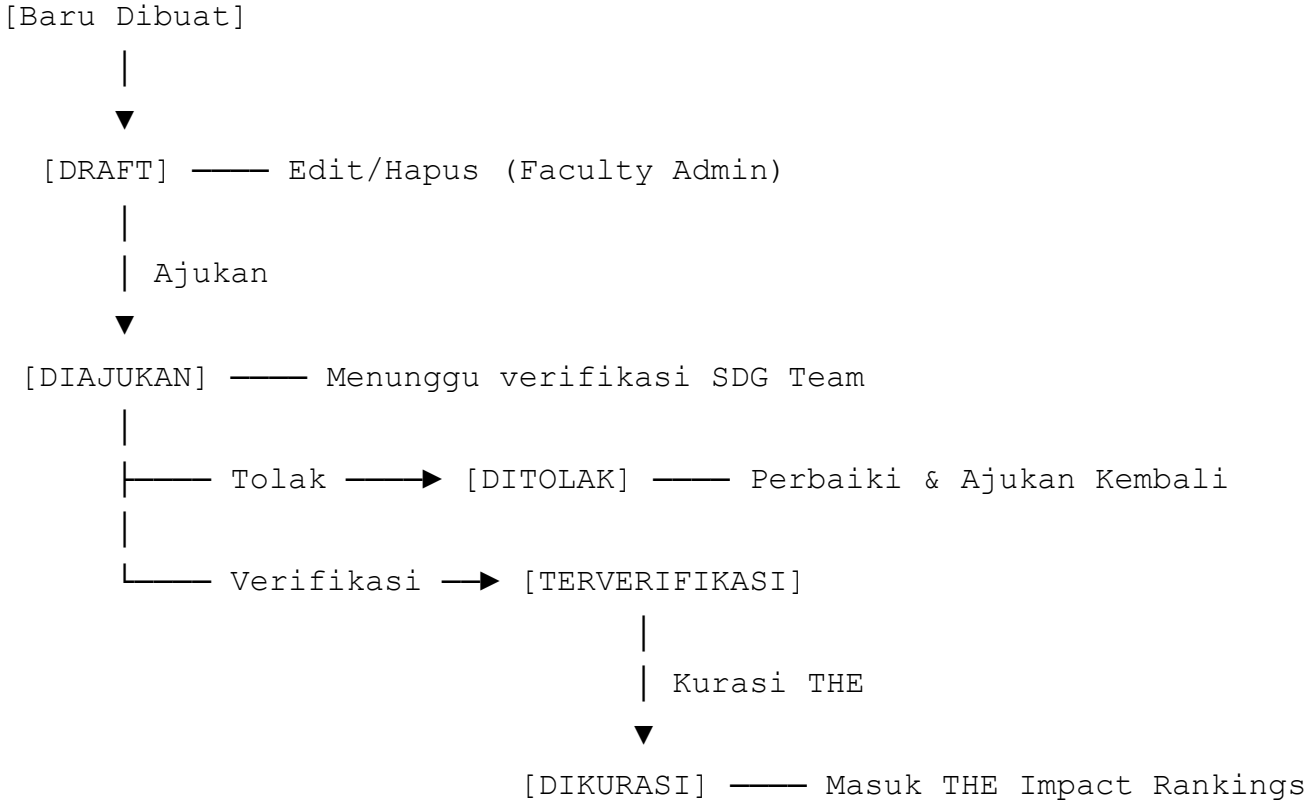 [Baru Dibuat]
│
▼
[DRAFT] ──── Edit/Hapus (Faculty Admin)
│
│ Ajukan
▼
[DIAJUKAN] ──── Menunggu verifikasi SDG Team
│
├──── Tolak ────► [DITOLAK] ──── Perbaiki & Ajukan Kembali
│
└──── Verifikasi ──► [TERVERIFIKASI]
│
│ Kurasi THE
▼
[DIKURASI] ──── Masuk THE Impact Rankings